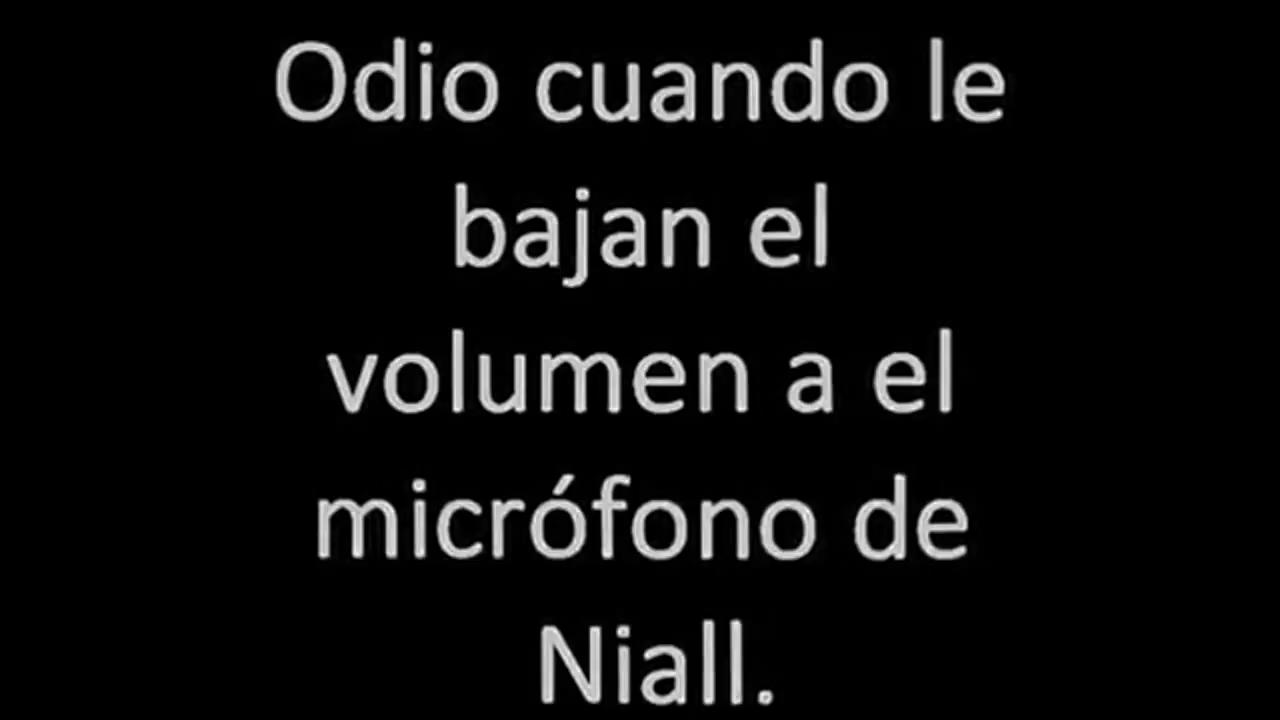 Odio cuando le
bajan el
volumen a el
micrófono de
Niall.